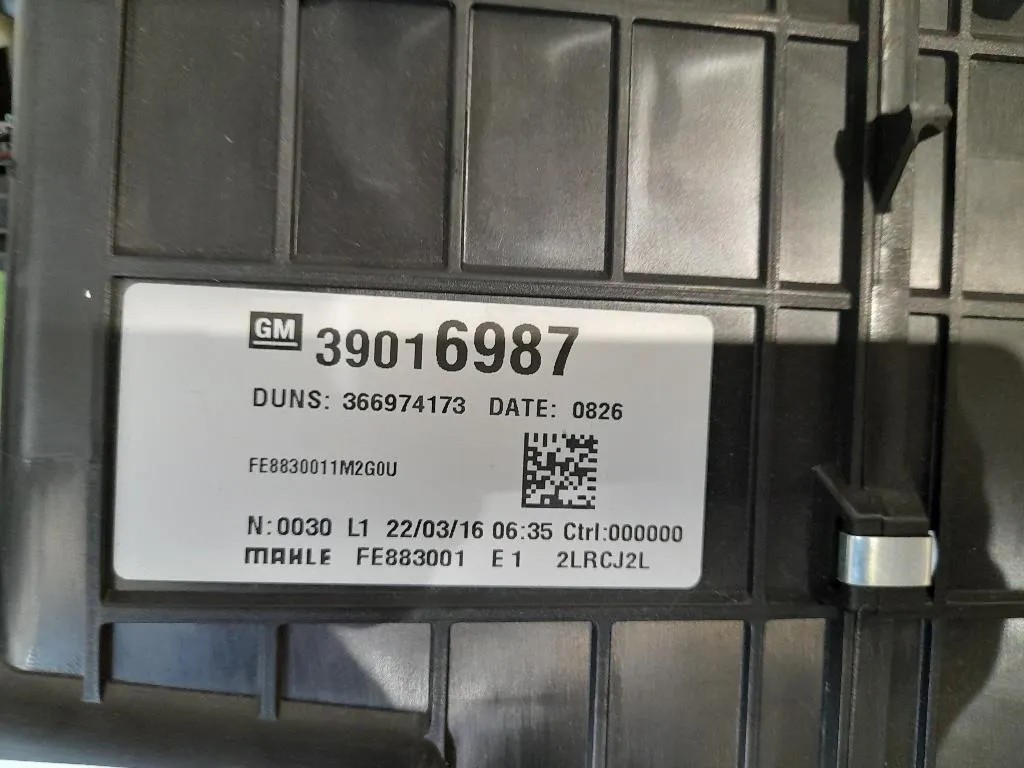 GM 39016987
DUNS: 366974173 DATE: 0826
FE8830011M2G0U
N:0030 L1 22/03/16 06:35 Ctrl:000000
MAHLE FE883001 E1 2LRCJ2L